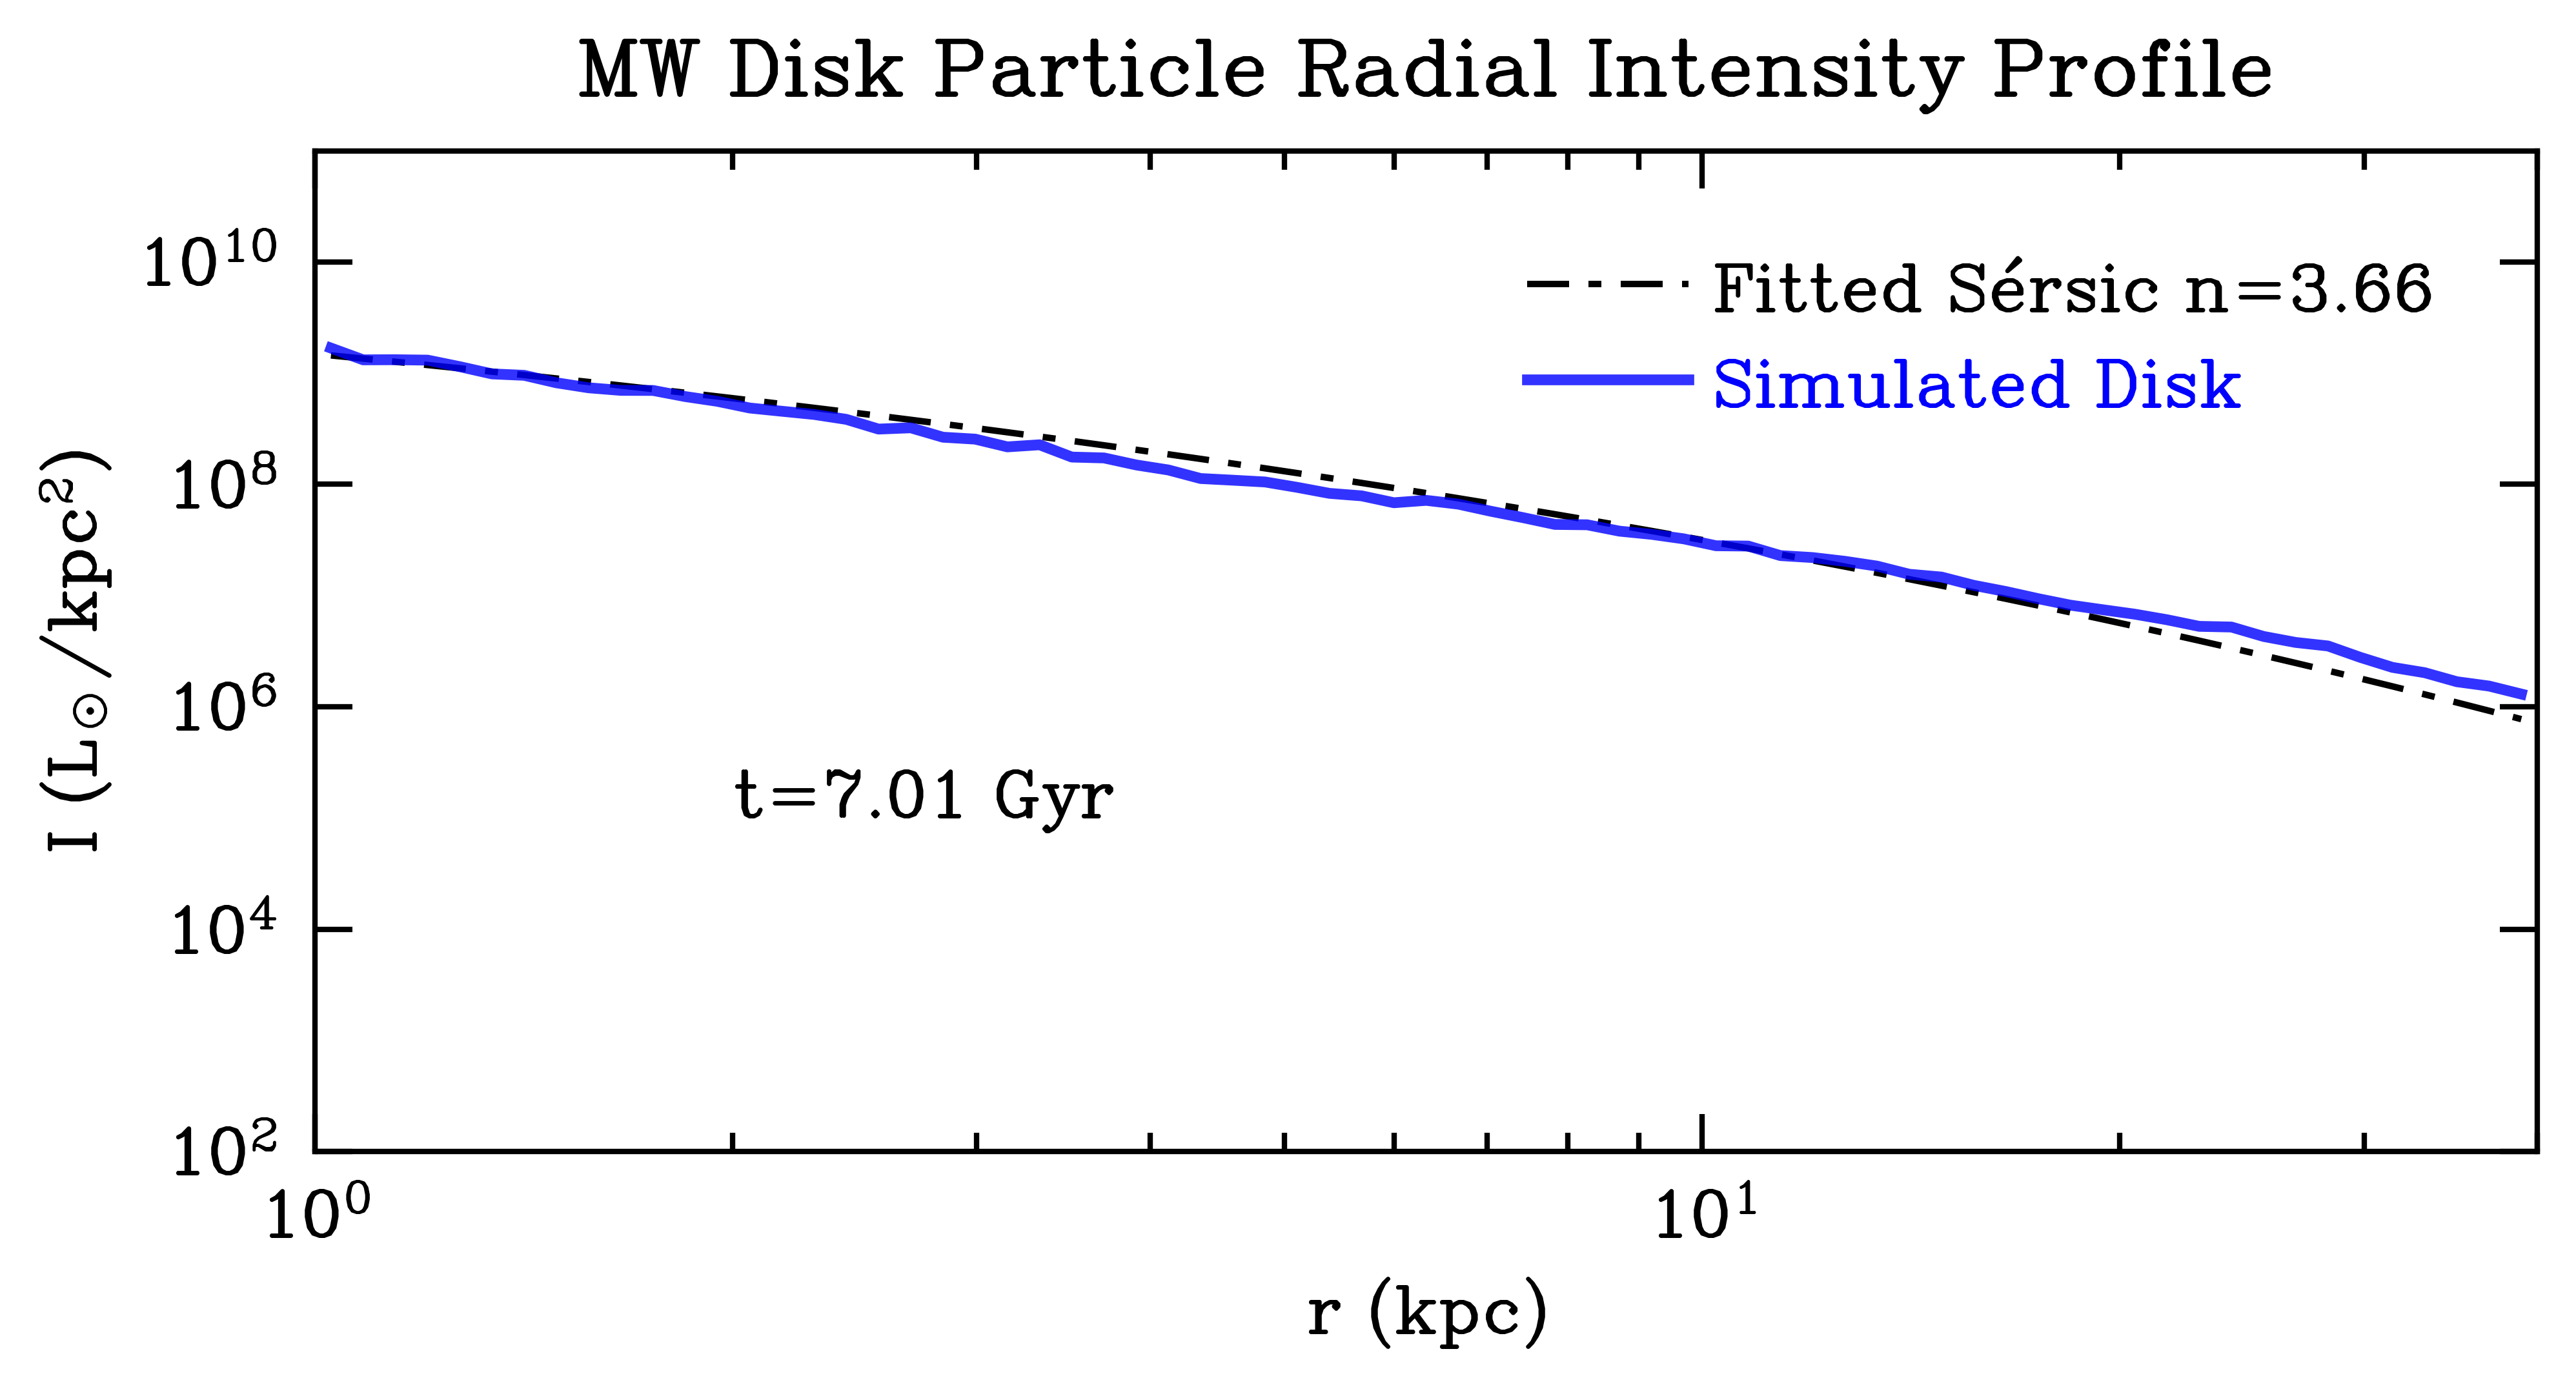 MW Disk Particle Radial Intensity Profile
I (L⊙/kpc²)
10¹⁰
10⁸
10⁶
10⁴
10²
Fitted Sérsic n=3.66
Simulated Disk
t=7.01 Gyr
10⁰
10¹
r (kpc)